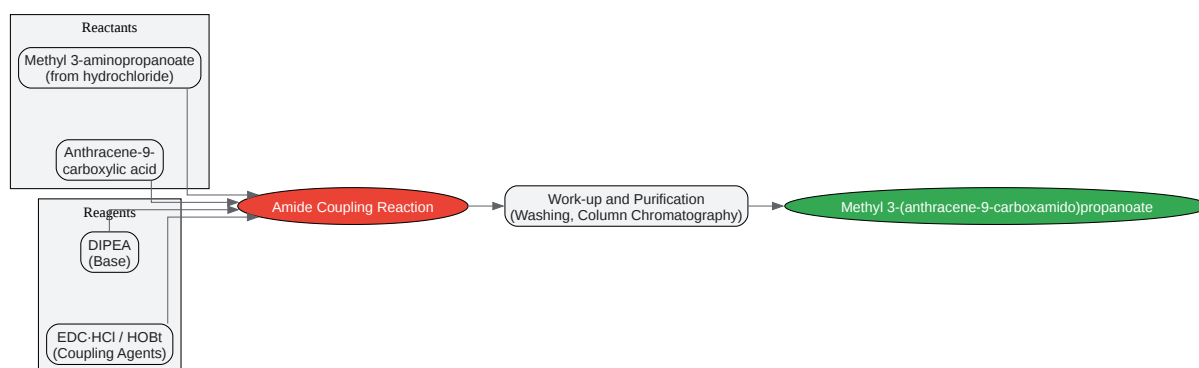 Reactants
Methyl 3-aminopropanoate
(from hydrochloride)
Anthracene-9-
carboxylic acid
Reagents
DIPEA
(Base)
EDC·HCl / HOBt
(Coupling Agents)
Amide Coupling Reaction
Work-up and Purification
(Washing, Column Chromatography)
Methyl 3-(anthracene-9-carboxamido)propanoate